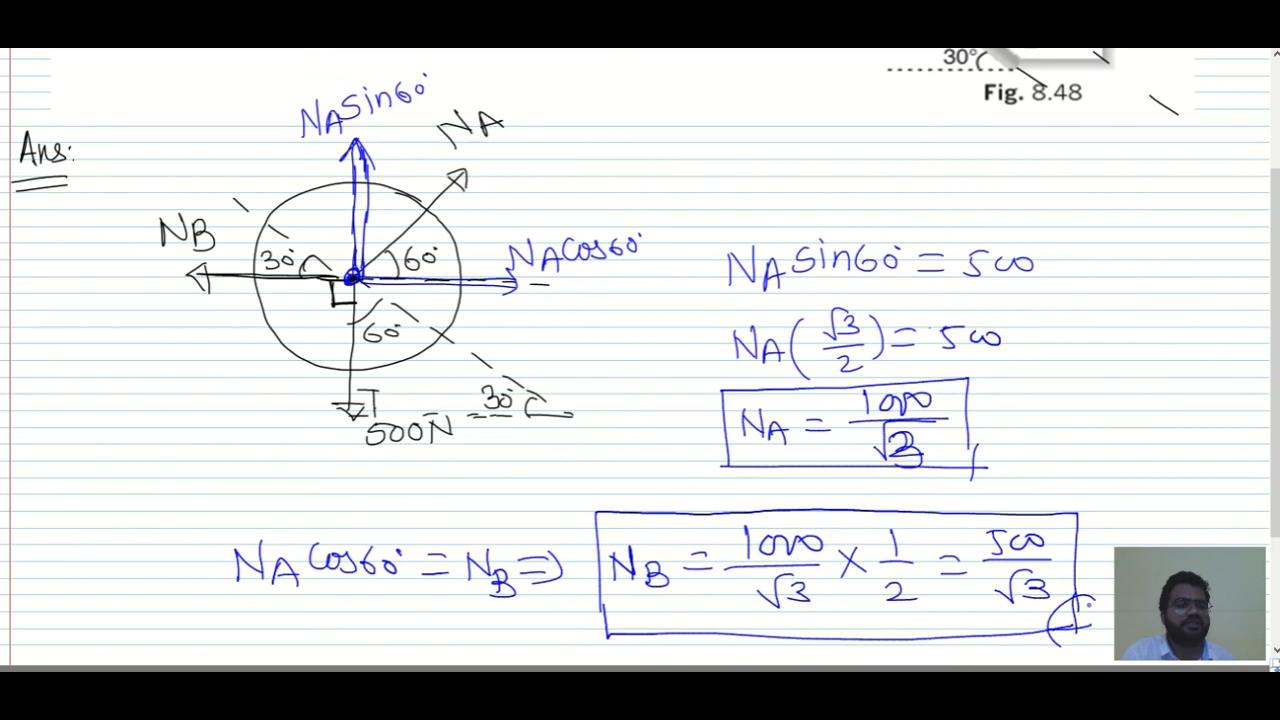 30°
Fig. 8.48
Ans:
NA Sin60°
NA
NB
30°
60°
NA Cos60°
60°
500N
30°
NA Sin60° = 500
NA (√3/2) = 500
NA = 1000/√3
NA Cos60° = NB ⇒ NB = 1000/√3 × 1/2 = 500/√3